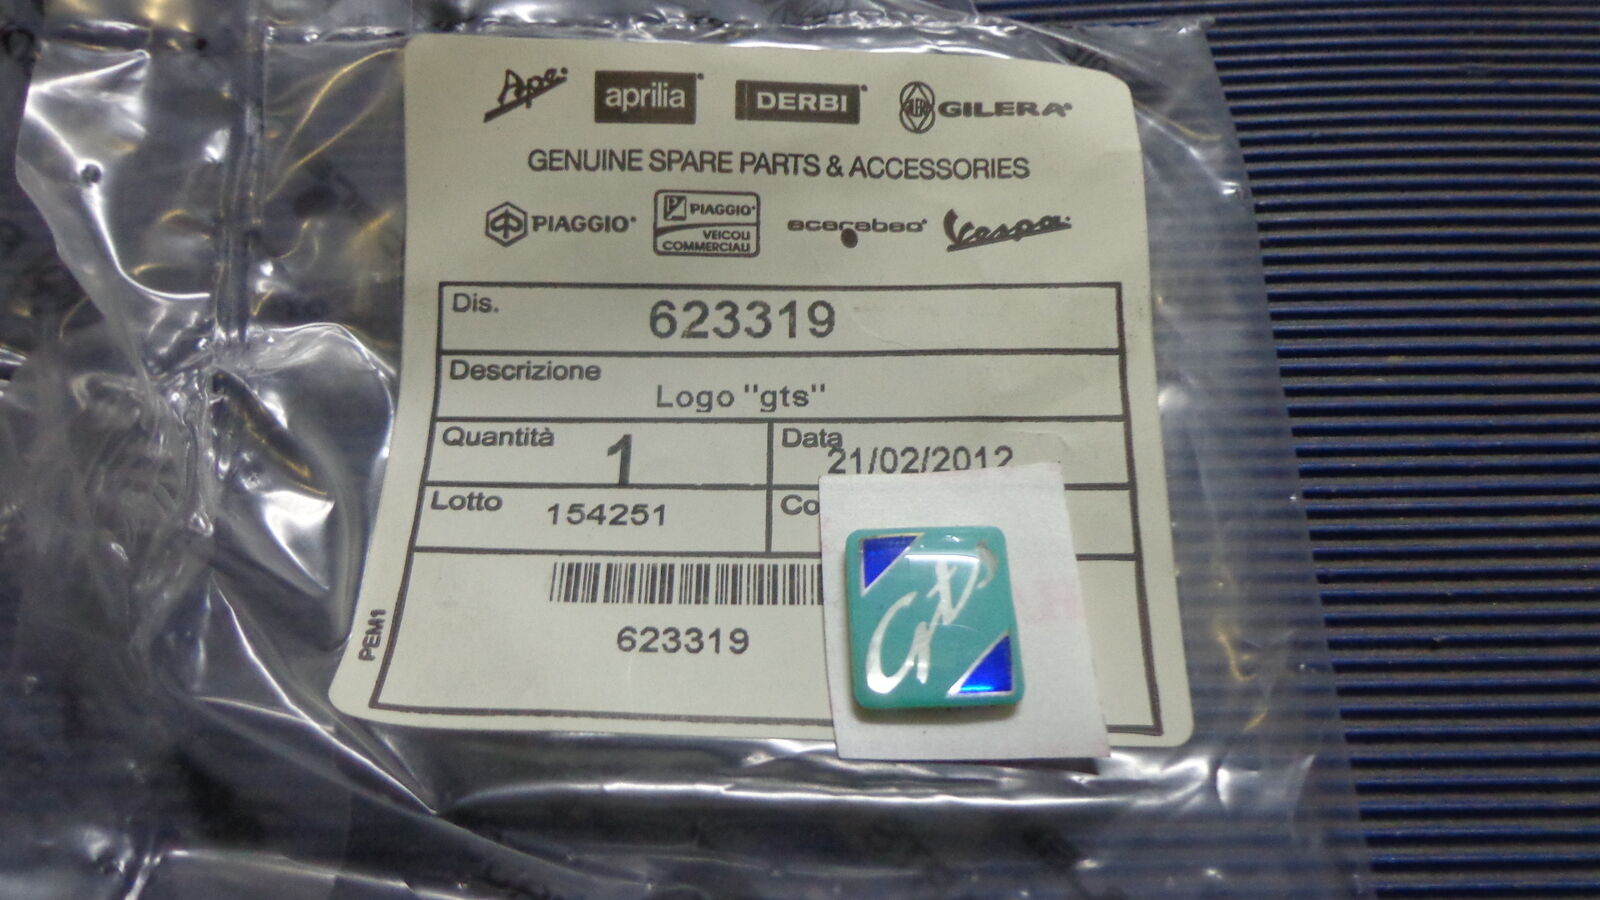 Ape
aprilia DERBI GILERA
GENUINE SPARE PARTS & ACCESSORIES
PIAGGIO PIAGGIO scarabeo Vespa
VEICOLI
COMMERCIALI
Dis. 623319
Descrizione
Logo "gts"
Quantità 1 Data 21/02/2012
Lotto 154251 Co
623319
PEM1